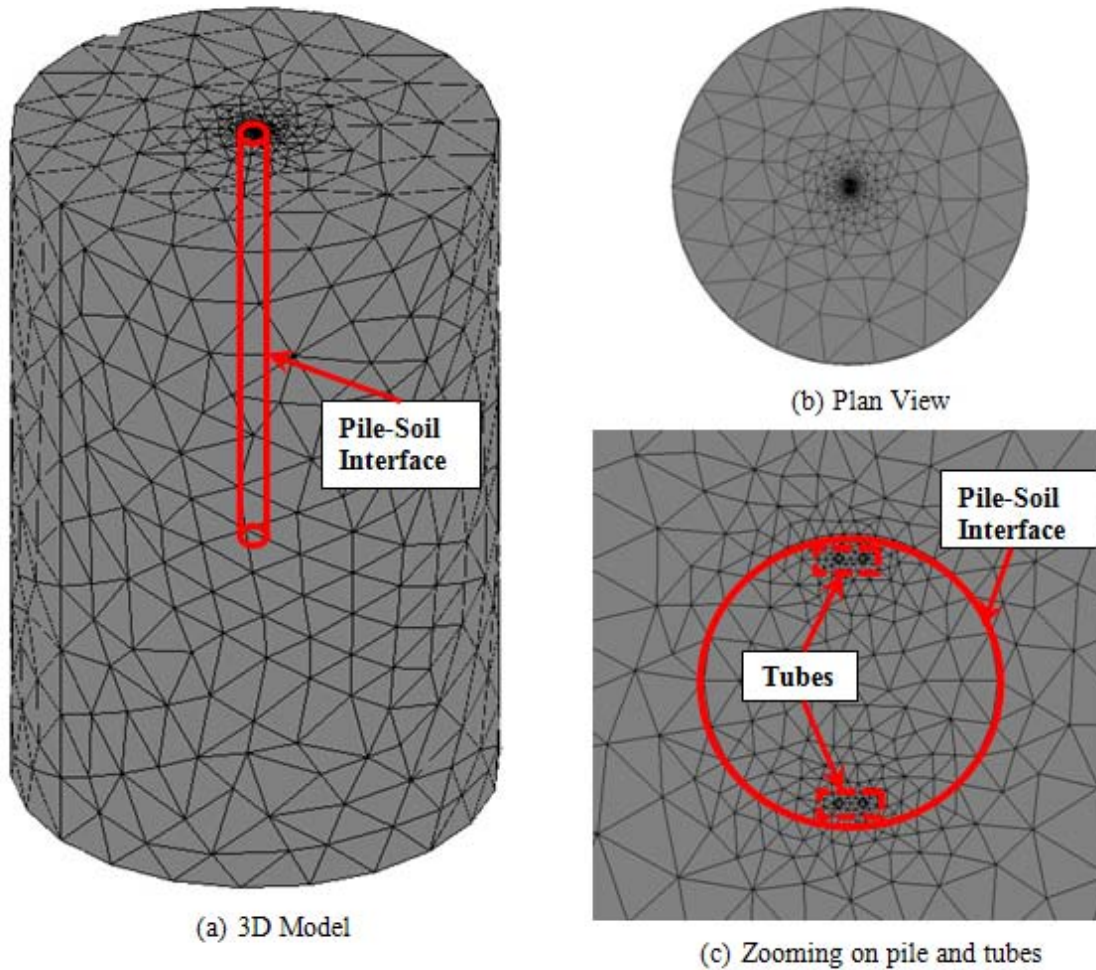 Pile-Soil
Interface
(a) 3D Model
(b) Plan View
Pile-Soil
Interface
Tubes
(c) Zooming on pile and tubes